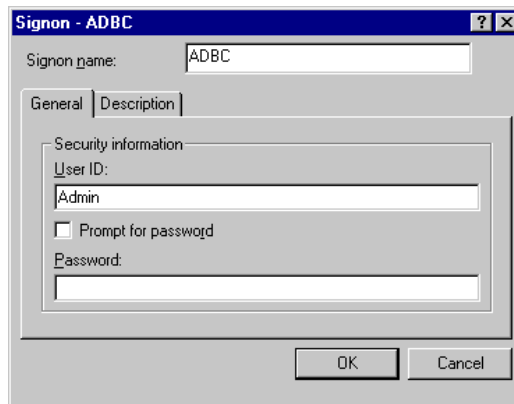 Signon - ADBC
Signon name: ADBC
General Description
Security information
User ID:
Admin
Prompt for password
Password:
OK Cancel